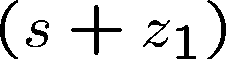 (s + z₁)